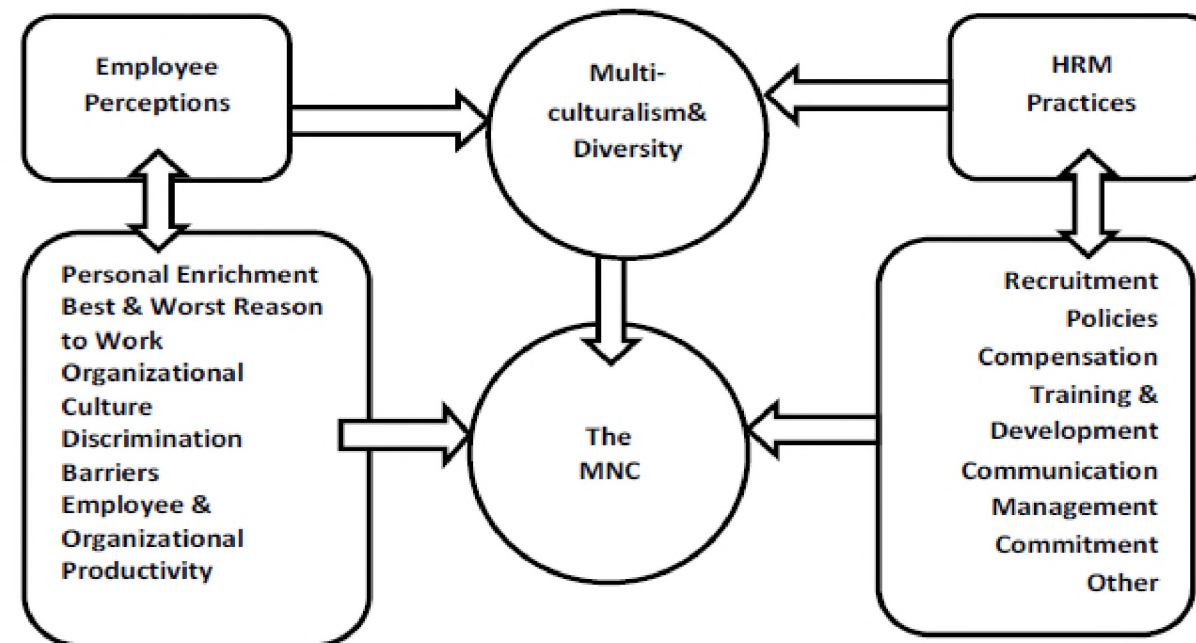 Employee
Perceptions
Multi-
culturalism&
Diversity
HRM
Practices
Personal Enrichment
Best & Worst Reason
to Work
Organizational
Culture
Discrimination
Barriers
Employee &
Organizational
Productivity
The
MNC
Recruitment
Policies
Compensation
Training &
Development
Communication
Management
Commitment
Other